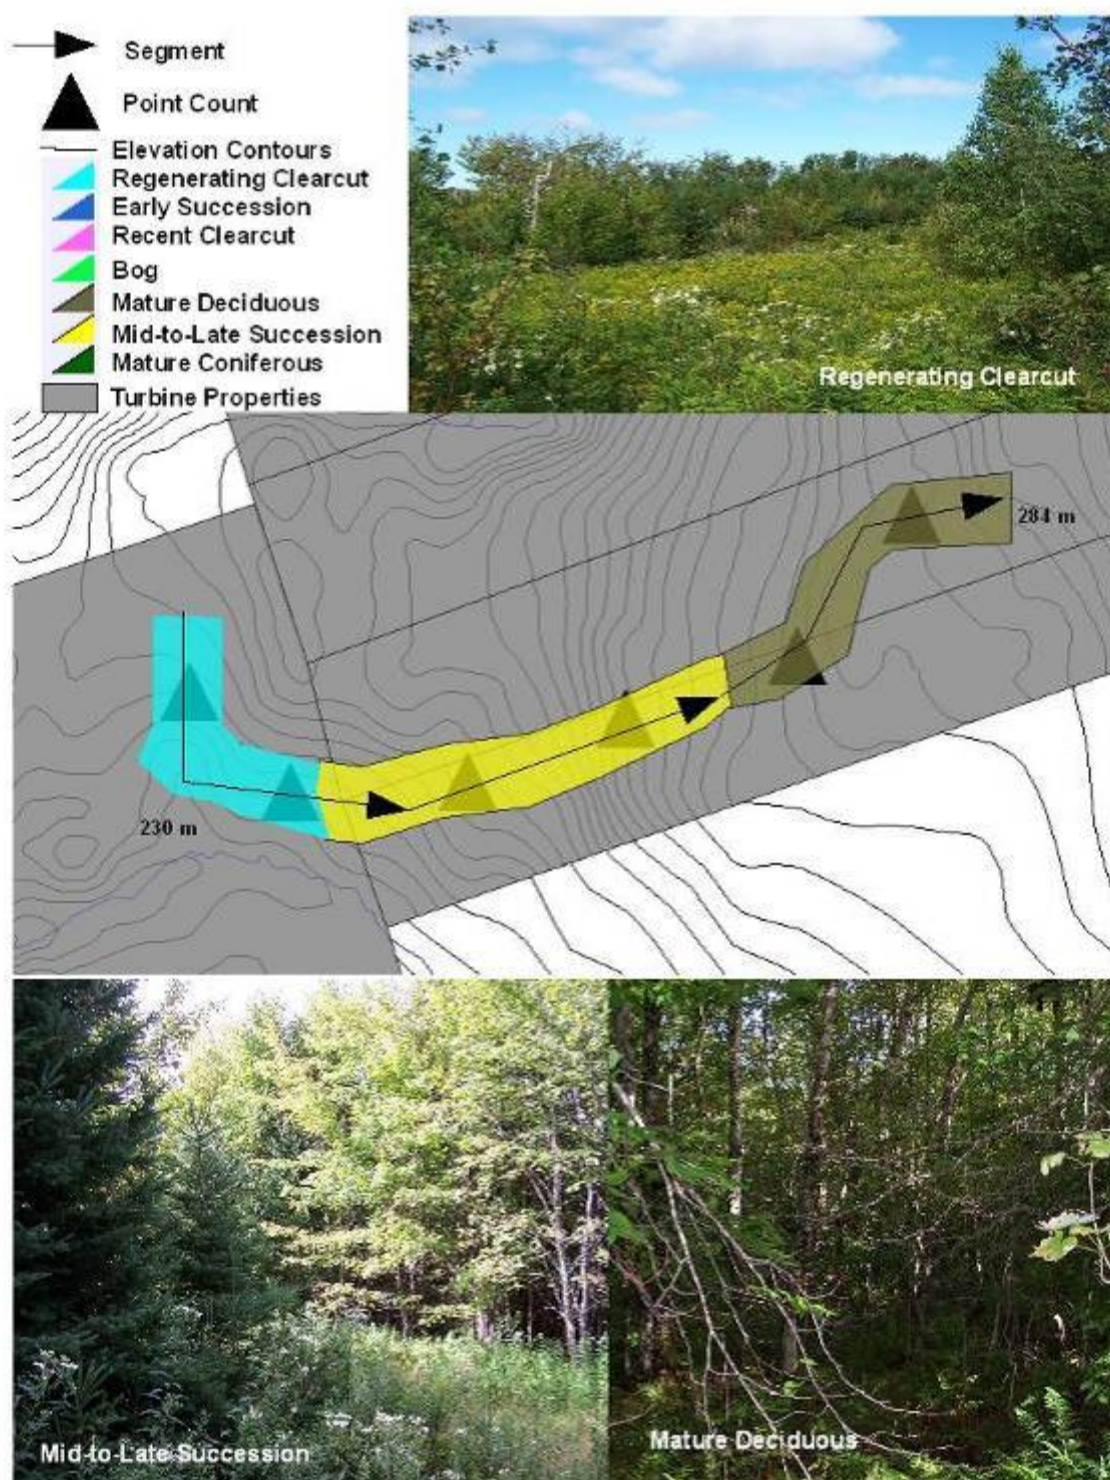 Segment
Point Count
Elevation Contours
Regenerating Clearcut
Early Succession
Recent Clearcut
Bog
Mature Deciduous
Mid-to-Late Succession
Mature Coniferous
Turbine Properties
Regenerating Clearcut
284 m
230 m
Mid-to-Late Succession
Mature Deciduous